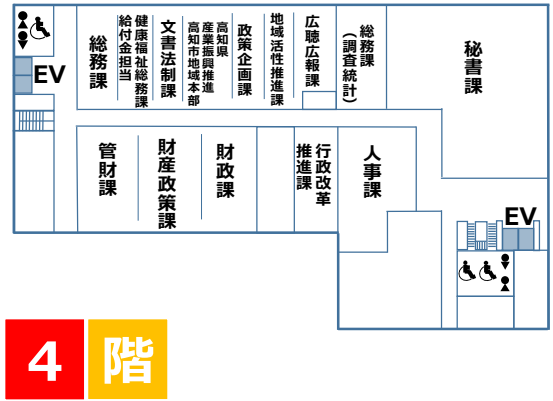 EV
総務課
健康福祉総務課
給付金担当
文書法制課
高知県
産業振興推進
高知市地域本部
政策企画課
地域活性推進課
広聴広報課
総務課
（調査統計）
秘書課
管財課
財産政策課
財政課
行政改革
推進課
人事課
EV
4階